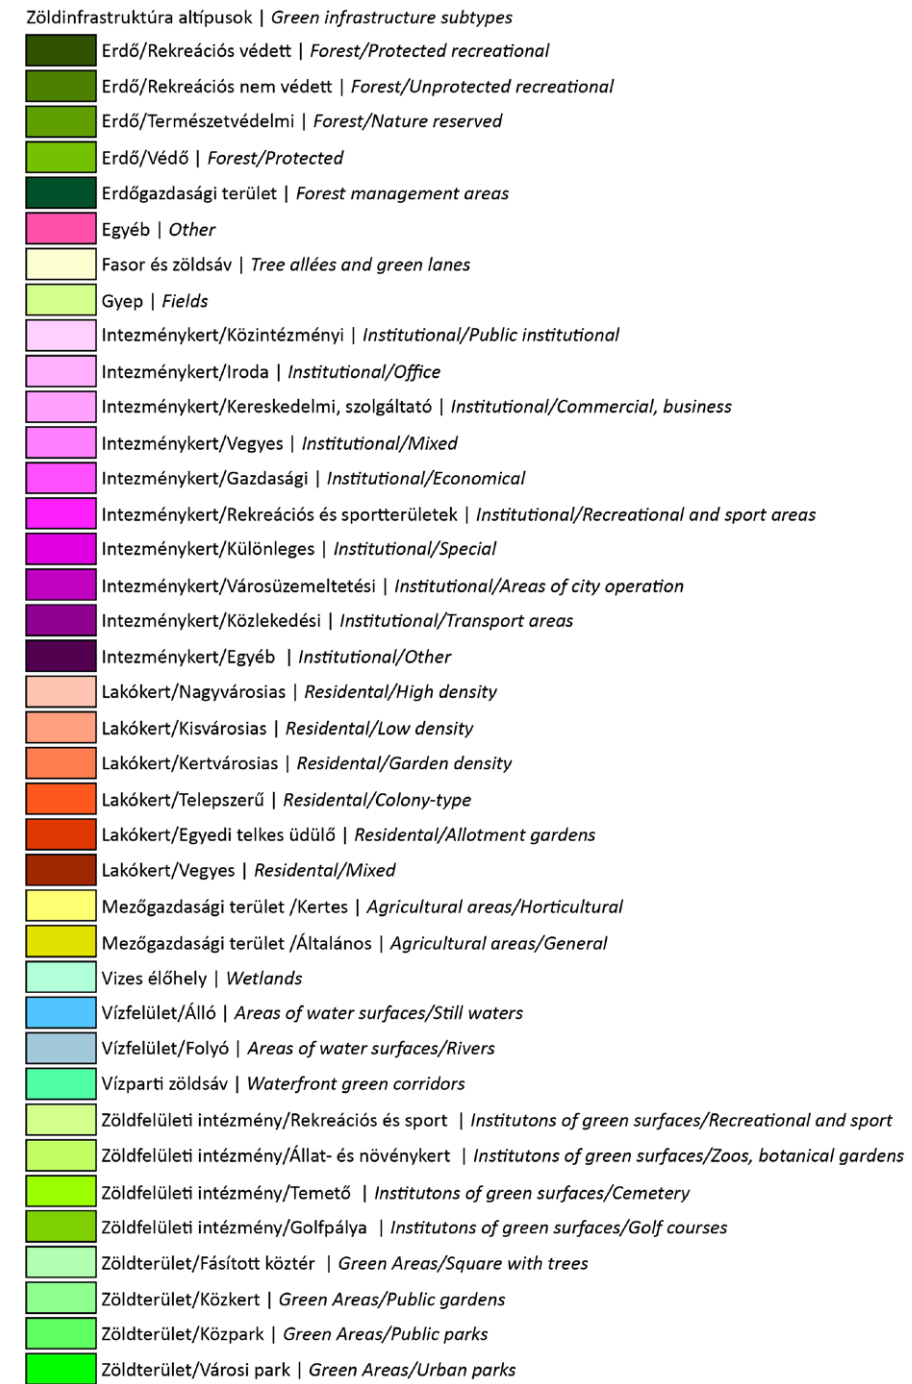 Zöldinfrastruktúra altípusok | Green infrastructure subtypes
Erdő/Rekreációs védett | Forest/Protected recreational
Erdő/Rekreációs nem védett | Forest/Unprotected recreational
Erdő/Természetvédelmi | Forest/Nature reserved
Erdő/Védő | Forest/Protected
Erdőgazdasági terület | Forest management areas
Egyéb | Other
Fasor és zöldsáv | Tree allées and green lanes
Gyep | Fields
Intezménykert/Közintézményi | Institutional/Public institutional
Intezménykert/Iroda | Institutional/Office
Intezménykert/Kereskedelmi, szolgáltató | Institutional/Commercial, business
Intezménykert/Vegyes | Institutional/Mixed
Intezménykert/Gazdasági | Institutional/Economical
Intezménykert/Rekreációs és sportterületek | Institutional/Recreational and sport areas
Intezménykert/Különleges | Institutional/Special
Intezménykert/Városüzemeltetési | Institutional/Areas of city operation
Intezménykert/Közlekedési | Institutional/Transport areas
Intezménykert/Egyéb | Institutional/Other
Lakókert/Nagyvárosias | Residental/High density
Lakókert/Kisvárosias | Residental/Low density
Lakókert/Kertvárosias | Residental/Garden density
Lakókert/Telepszerű | Residental/Colony-type
Lakókert/Egyedi telkes üdülő | Residental/Allotment gardens
Lakókert/Vegyes | Residental/Mixed
Mezőgazdasági terület /Kertes | Agricultural areas/Horticultural
Mezőgazdasági terület /Általános | Agricultural areas/General
Vizes élőhely | Wetlands
Vízfelület/Álló | Areas of water surfaces/Still waters
Vízfelület/Folyó | Areas of water surfaces/Rivers
Vízparti zöldsáv | Waterfront green corridors
Zöldfelületi intézmény/Rekreációs és sport | Institutons of green surfaces/Recreational and sport
Zöldfelületi intézmény/Állat- és növénykert | Institutons of green surfaces/Zoos, botanical gardens
Zöldfelületi intézmény/Temető | Institutons of green surfaces/Cemetery
Zöldfelületi intézmény/Golfpálya | Institutons of green surfaces/Golf courses
Zöldterület/Fásított köztér | Green Areas/Square with trees
Zöldterület/Közkert | Green Areas/Public gardens
Zöldterület/Közpark | Green Areas/Public parks
Zöldterület/Városi park | Green Areas/Urban parks